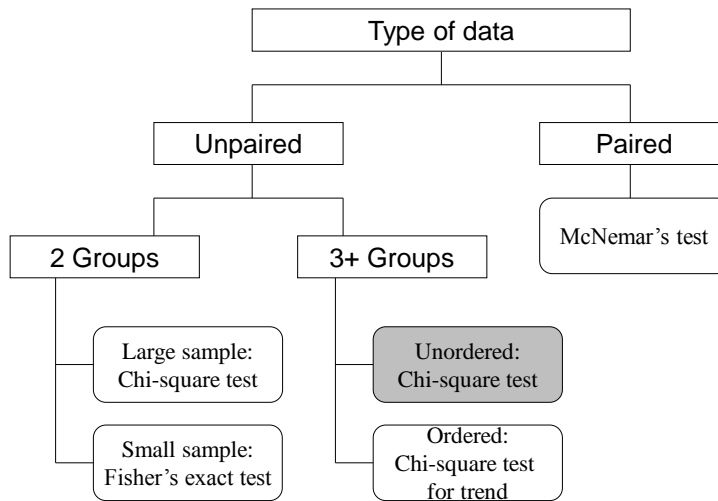 Type of data
Unpaired
Paired
McNemar’s test
2 Groups
3+ Groups
Large sample:
Chi-square test
Unordered:
Chi-square test
Small sample:
Fisher’s exact test
Ordered:
Chi-square test
for trend